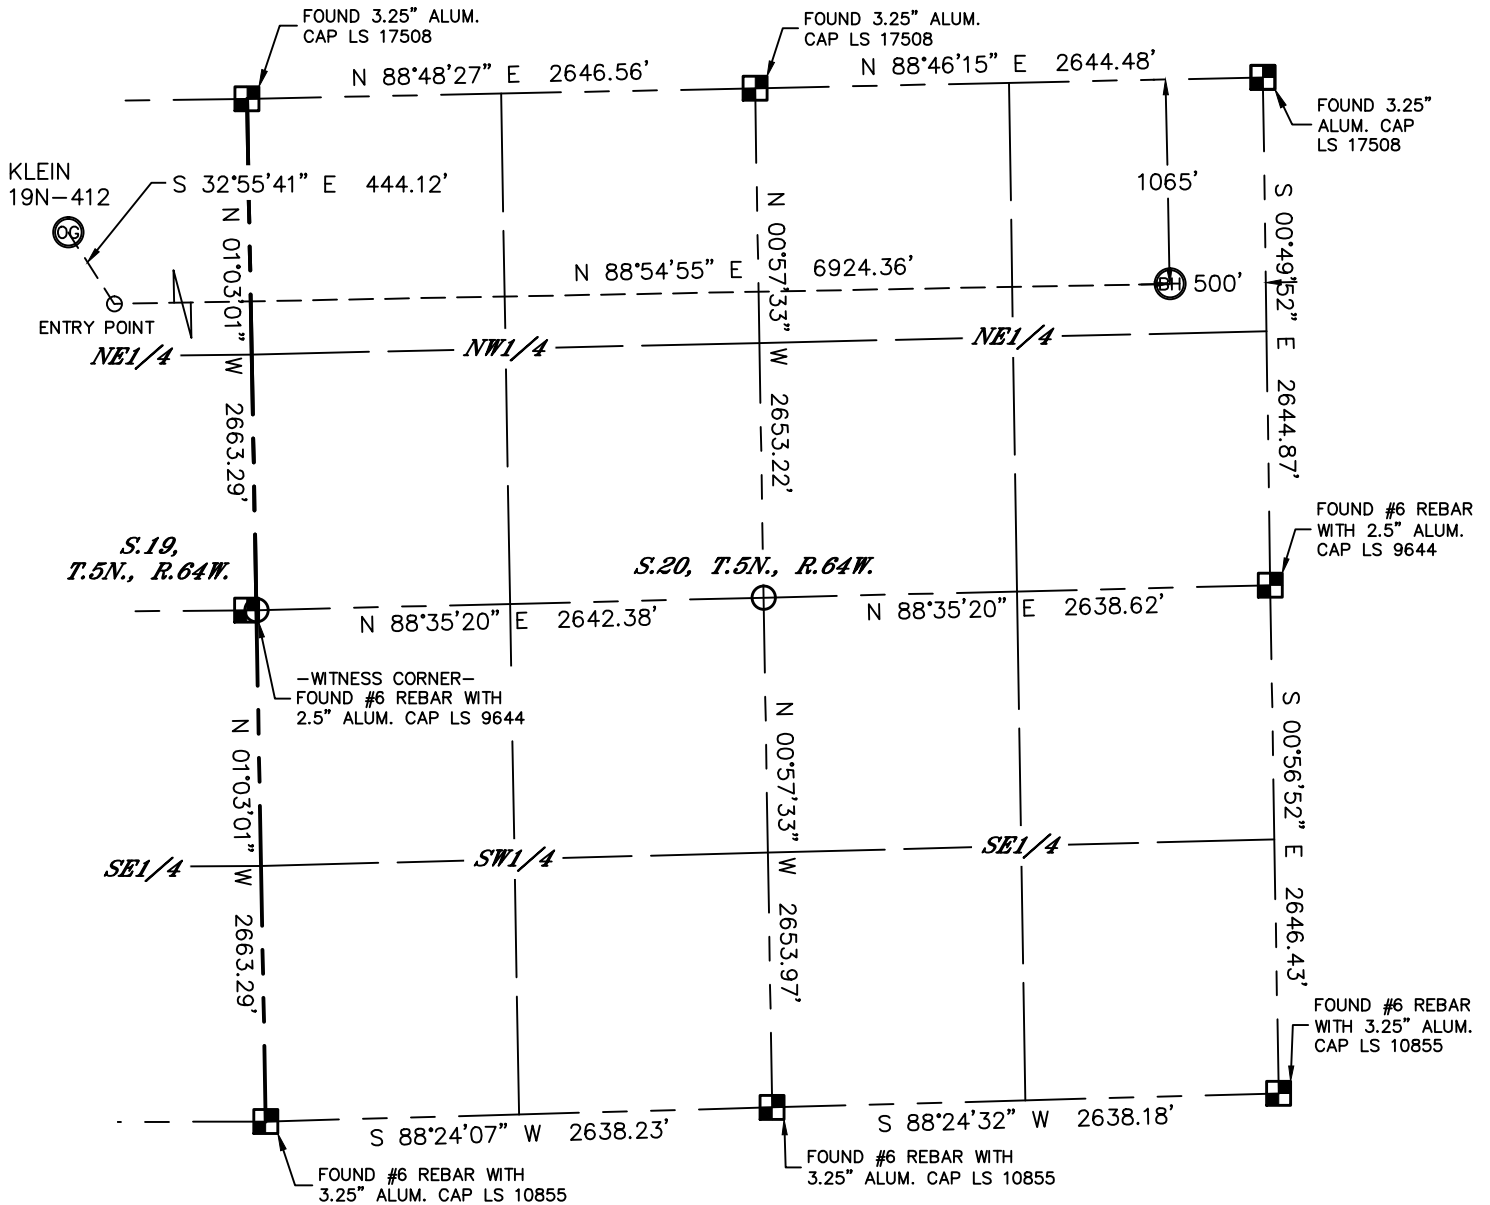 FOUND 3.25” ALUM.
CAP LS 17508
FOUND 3.25” ALUM.
CAP LS 17508
N 88°48’27” E 2646.56’
N 88°46’15” E 2644.48’
FOUND 3.25”
ALUM. CAP
LS 17508
KLEIN
19N–412
S 32°55’41” E 444.12’
1065’
OG
N 01°03’01” W 2663.29’
N 00°57’33” W 2653.22’
S 00°49’52” E 2644.87’
N 88°54’55” E 6924.36’
BH
500’
ENTRY POINT
NE1/4
NW1/4
NE1/4
FOUND #6 REBAR
WITH 2.5” ALUM.
CAP LS 9644
S.19,
T.5N., R.64W.
S.20, T.5N., R.64W.
N 88°35’20” E 2642.38’
N 88°35’20” E 2638.62’
–WITNESS CORNER–
FOUND #6 REBAR WITH
2.5” ALUM. CAP LS 9644
N 01°03’01” W 2663.29’
N 00°57’33” W 2653.97’
S 00°56’52” E 2646.43’
SE1/4
SW1/4
SE1/4
FOUND #6 REBAR
WITH 3.25” ALUM.
CAP LS 10855
S 88°24’07” W 2638.23’
S 88°24’32” W 2638.18’
FOUND #6 REBAR WITH
3.25” ALUM. CAP LS 10855
FOUND #6 REBAR WITH
3.25” ALUM. CAP LS 10855